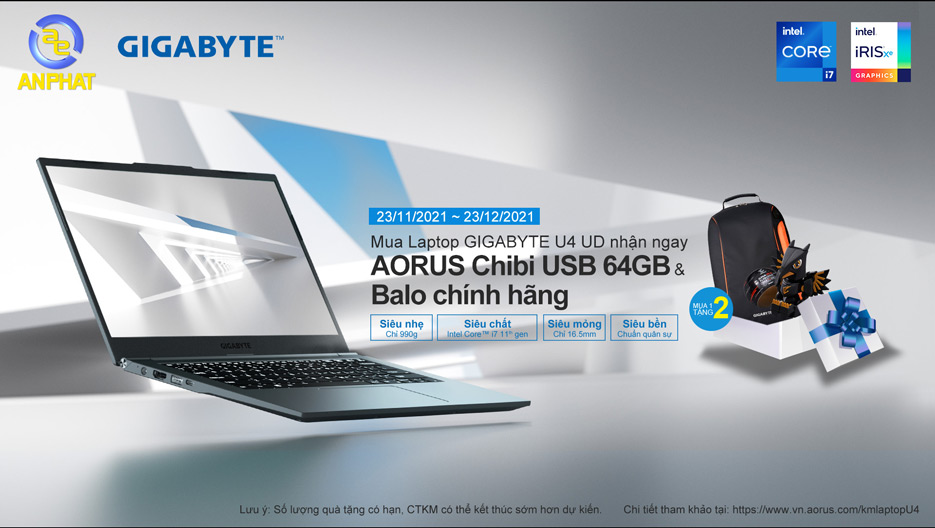 ANPHAT
GIGABYTE™
intel.
CORE
i7
intel.
iRIS Xe
GRAPHICS
23/11/2021 ~ 23/12/2021
Mua Laptop GIGABYTE U4 UD nhận ngay
AORUS Chibi USB 64GB &
Balo chính hãng
Siêu nhẹ
Chỉ 990g
Siêu chất
Intel Core™ i7 11th gen
Siêu mỏng
Chỉ 16.5mm
Siêu bền
Chuẩn quân sự
MUA 1
TẶNG 2
GIGABYTE
GIGABYTE
Lưu ý: Số lượng quà tặng có hạn, CTKM có thể kết thúc sớm hơn dự kiến.
Chi tiết tham khảo tại: https://www.vn.aorus.com/kmlaptopU4